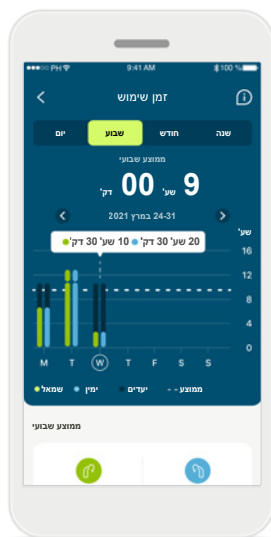 PH 9:41 AM 100 %
זמן שימוש
שנה חודש שבוע יום
ממוצע שבועי
9 שע' 00 דק'
24-31 במרץ 2021
שע'
20 שע' 30 דק' 10 שע' 30 דק'
16
12
8
4
0
M T W T F S S
ממוצע יעדים ימין שמאל
ממוצע שבועי